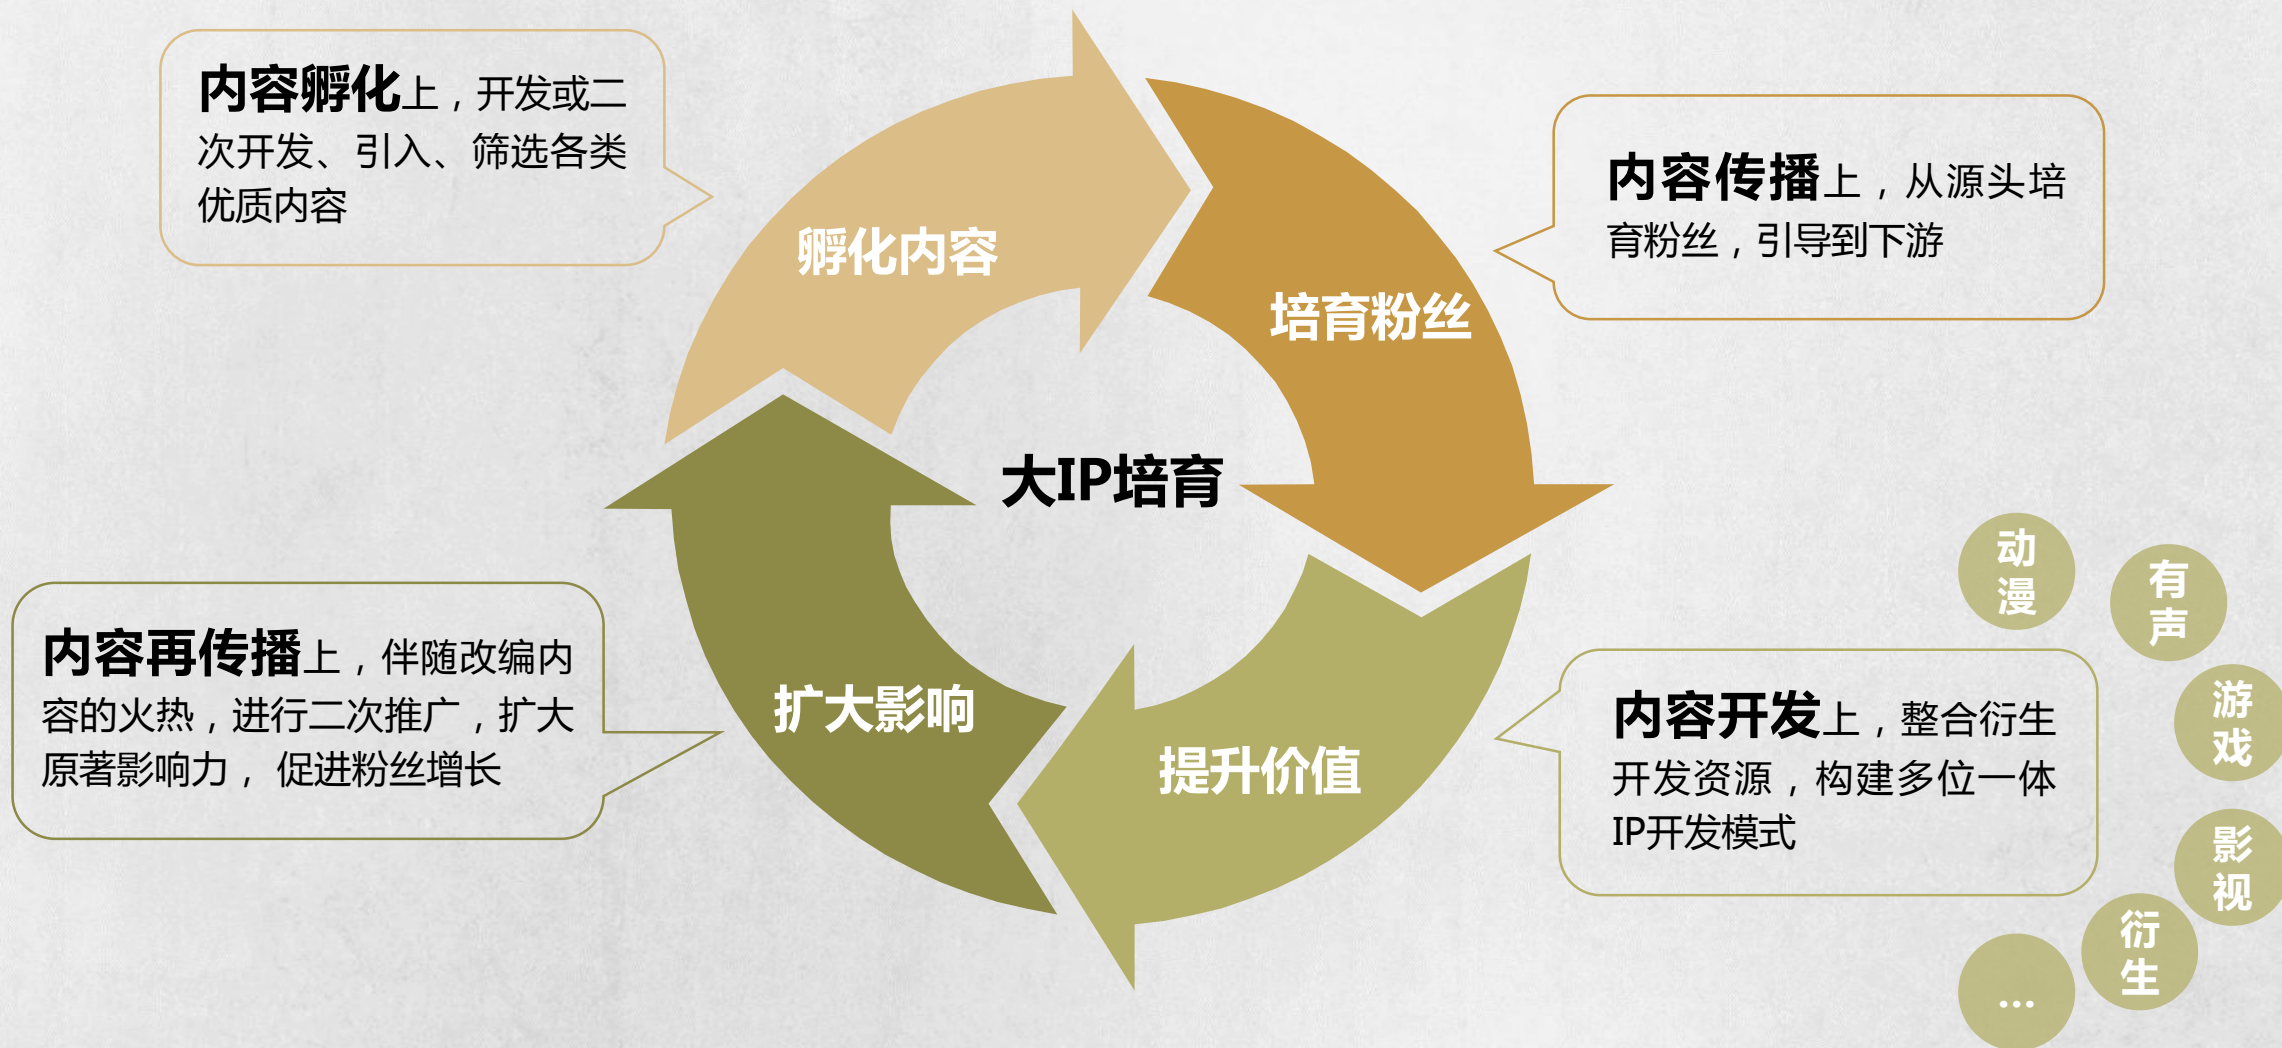 内容孵化上，开发或二
次开发、引入、筛选各类
优质内容
孵化内容
内容传播上，从源头培
育粉丝，引导到下游
培育粉丝
大IP培育
内容再传播上，伴随改编内
容的火热，进行二次推广，扩大
原著影响力， 促进粉丝增长
扩大影响
提升价值
内容开发上，整合衍生
开发资源，构建多位一体
IP开发模式
动
漫
有
声
游
戏
影
视
衍
生
...